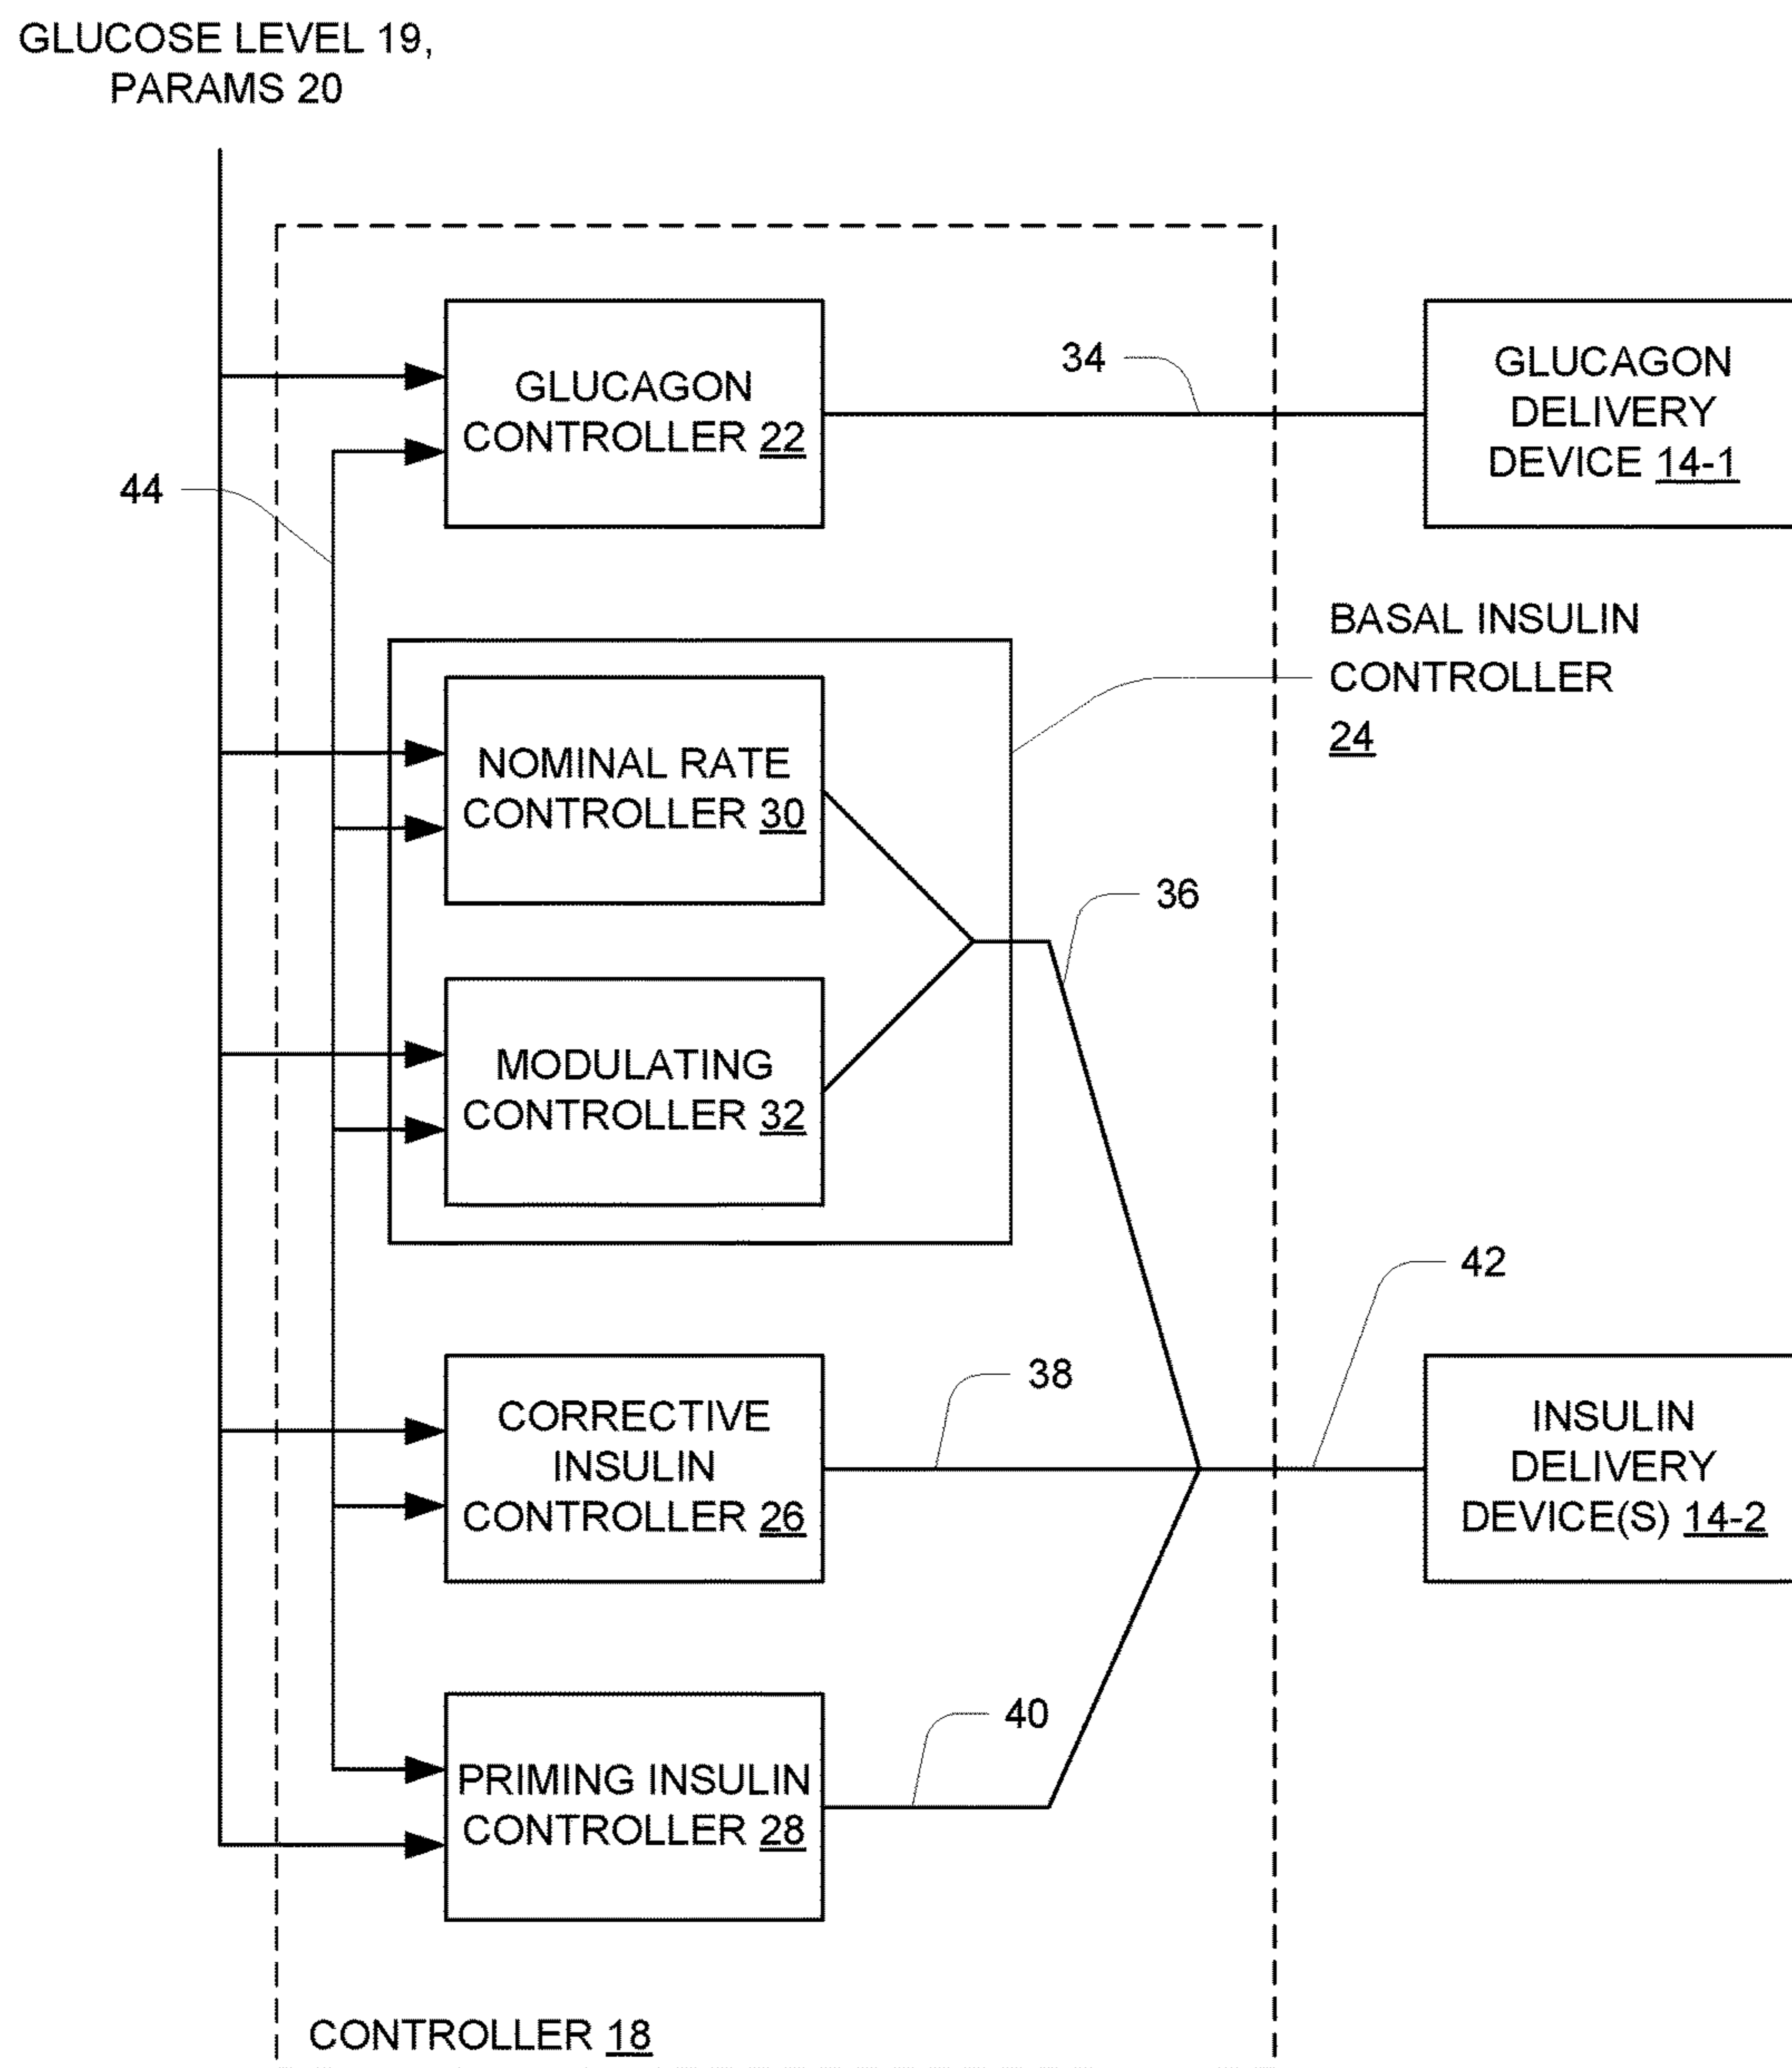 GLUCOSE LEVEL 19,
PARAMS 20
GLUCAGON
CONTROLLER 22
34
GLUCAGON
DELIVERY
DEVICE 14-1
44
BASAL INSULIN
CONTROLLER
24
NOMINAL RATE
CONTROLLER 30
36
MODULATING
CONTROLLER 32
42
CORRECTIVE
INSULIN
CONTROLLER 26
38
INSULIN
DELIVERY
DEVICE(S) 14-2
PRIMING INSULIN
CONTROLLER 28
40
CONTROLLER 18